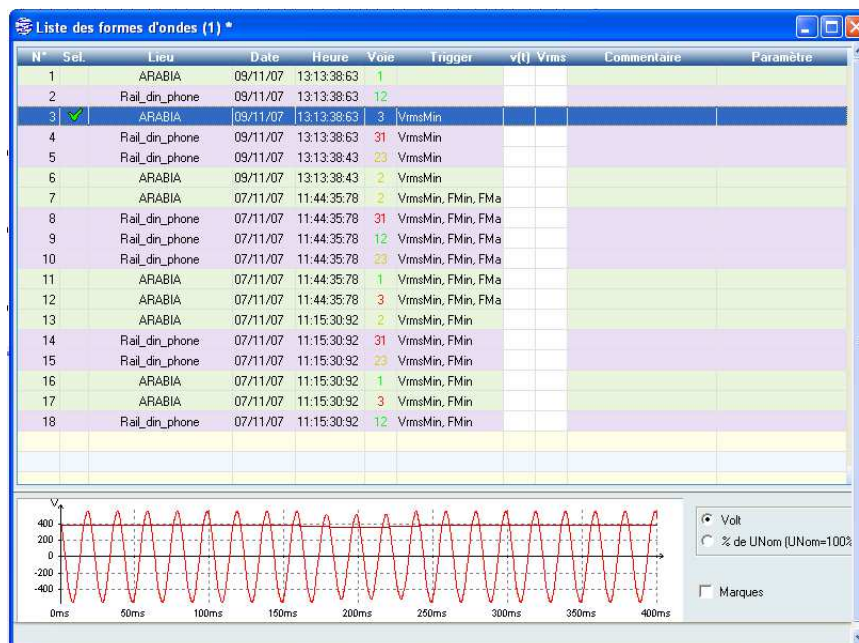 Liste des formes d'ondes (1) *
N° Sel. Lieu Date Heure Voie Trigger v(t) Vrms Commentaire Paramètre
1 ARABIA 09/11/07 13:13:38:63 1
2 Rail_din_phone 09/11/07 13:13:38:63 12
3 ARABIA 09/11/07 13:13:38:63 3 VrmsMin
4 Rail_din_phone 09/11/07 13:13:38:63 31 VrmsMin
5 Rail_din_phone 09/11/07 13:13:38:43 23 VrmsMin
6 ARABIA 09/11/07 13:13:38:43 2 VrmsMin
7 ARABIA 07/11/07 11:44:35:78 2 VrmsMin, FMin, FMa
8 Rail_din_phone 07/11/07 11:44:35:78 31 VrmsMin, FMin, FMa
9 Rail_din_phone 07/11/07 11:44:35:78 12 VrmsMin, FMin, FMa
10 Rail_din_phone 07/11/07 11:44:35:78 23 VrmsMin, FMin, FMa
11 ARABIA 07/11/07 11:44:35:78 1 VrmsMin, FMin, FMa
12 ARABIA 07/11/07 11:44:35:78 3 VrmsMin, FMin, FMa
13 ARABIA 07/11/07 11:15:30:92 2 VrmsMin, FMin
14 Rail_din_phone 07/11/07 11:15:30:92 31 VrmsMin, FMin
15 Rail_din_phone 07/11/07 11:15:30:92 23 VrmsMin, FMin
16 ARABIA 07/11/07 11:15:30:92 1 VrmsMin, FMin
17 ARABIA 07/11/07 11:15:30:92 3 VrmsMin, FMin
18 Rail_din_phone 07/11/07 11:15:30:92 12 VrmsMin, FMin
V
400
200
0
-200
-400
0ms 50ms 100ms 150ms 200ms 250ms 300ms 350ms 400ms
Volt
% de UNom (UNom=100%
Marques